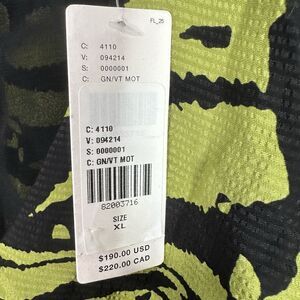 FL_25
C: 4110
V: 094214
S: 0000001
C: GN/VT MOT
C: 4110
V: 094214
S: 0000001
C: GN/VT MOT
82003716
SIZE
XL
$190.00 USD
$220.00 CAD